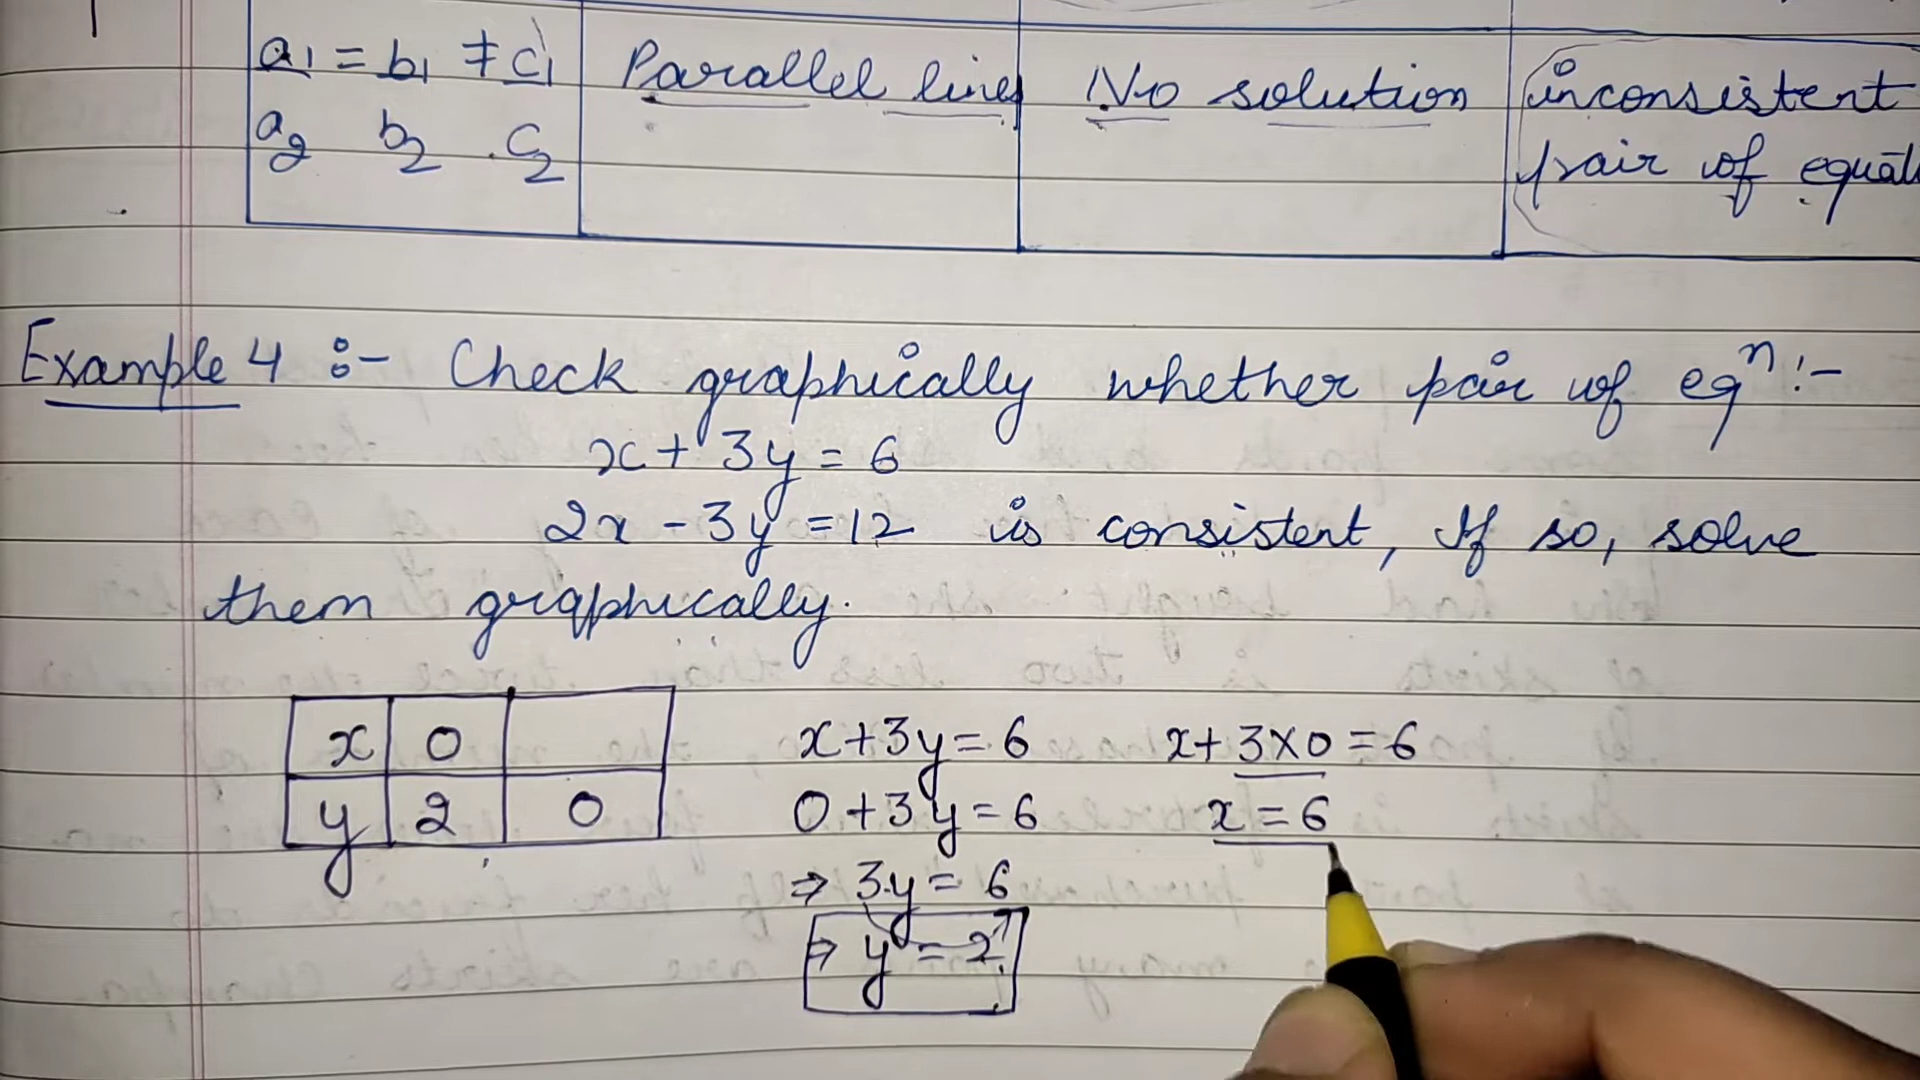 a1 = b1 ≠ c1
a2 b2 c2
Parallel lines
No solution
inconsistent
pair of
Example 4 :- Check graphically whether pair of eqⁿ :-
x + 3y = 6
2x - 3y = 12 is consistent, If so, solve
them graphically.
x 0
y 2 0
x + 3y = 6
0 + 3y = 6
⇒ 3y = 6
⇒ y = 2
x + 3×0 = 6
x = 6